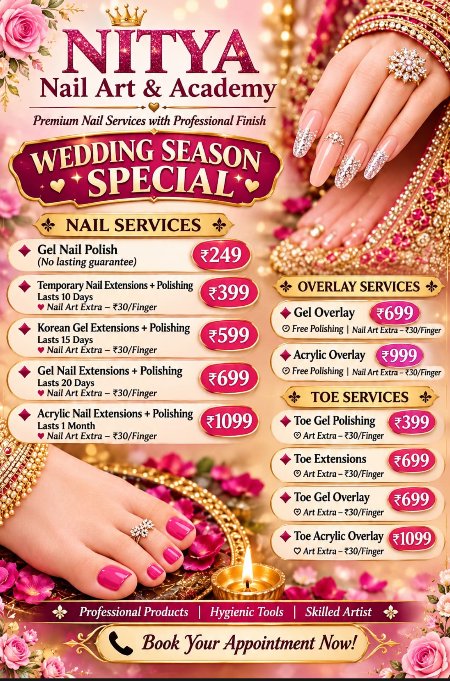 NITYA
Nail Art & Academy
Premium Nail Services with Professional Finish
WEDDING SEASON
SPECIAL
NAIL SERVICES
Gel Nail Polish ₹249
(No lasting guarantee)
Temporary Nail Extensions + Polishing ₹399
Lasts 10 Days
Nail Art Extra – ₹30/Finger
Korean Gel Extensions + Polishing ₹599
Lasts 15 Days
Nail Art Extra – ₹30/Finger
Gel Nail Extensions + Polishing ₹699
Lasts 20 Days
Nail Art Extra – ₹30/Finger
Acrylic Nail Extensions + Polishing ₹1099
Lasts 1 Month
Nail Art Extra – ₹30/Finger
OVERLAY SERVICES
Gel Overlay ₹699
Free Polishing | Nail Art Extra – ₹30/Finger
Acrylic Overlay ₹999
Free Polishing | Nail Art Extra – ₹30/Finger
TOE SERVICES
Toe Gel Polishing ₹399
Art Extra – ₹30/Finger
Toe Extensions ₹699
Art Extra – ₹30/Finger
Toe Gel Overlay ₹699
Art Extra – ₹30/Finger
Toe Acrylic Overlay ₹1099
Art Extra – ₹30/Finger
Professional Products | Hygienic Tools | Skilled Artist
Book Your Appointment Now!